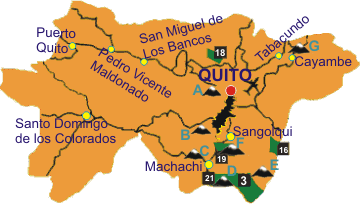 Puerto
Quito
Pedro Vicente
Maldonado
San Miguel de
Los Bancos
18
QUITO
Tabacundo
G
Cayambe
A
Santo Domingo
de los Colorados
B
Sangolqui
F
C
19
16
Machachi
D
E
21
3